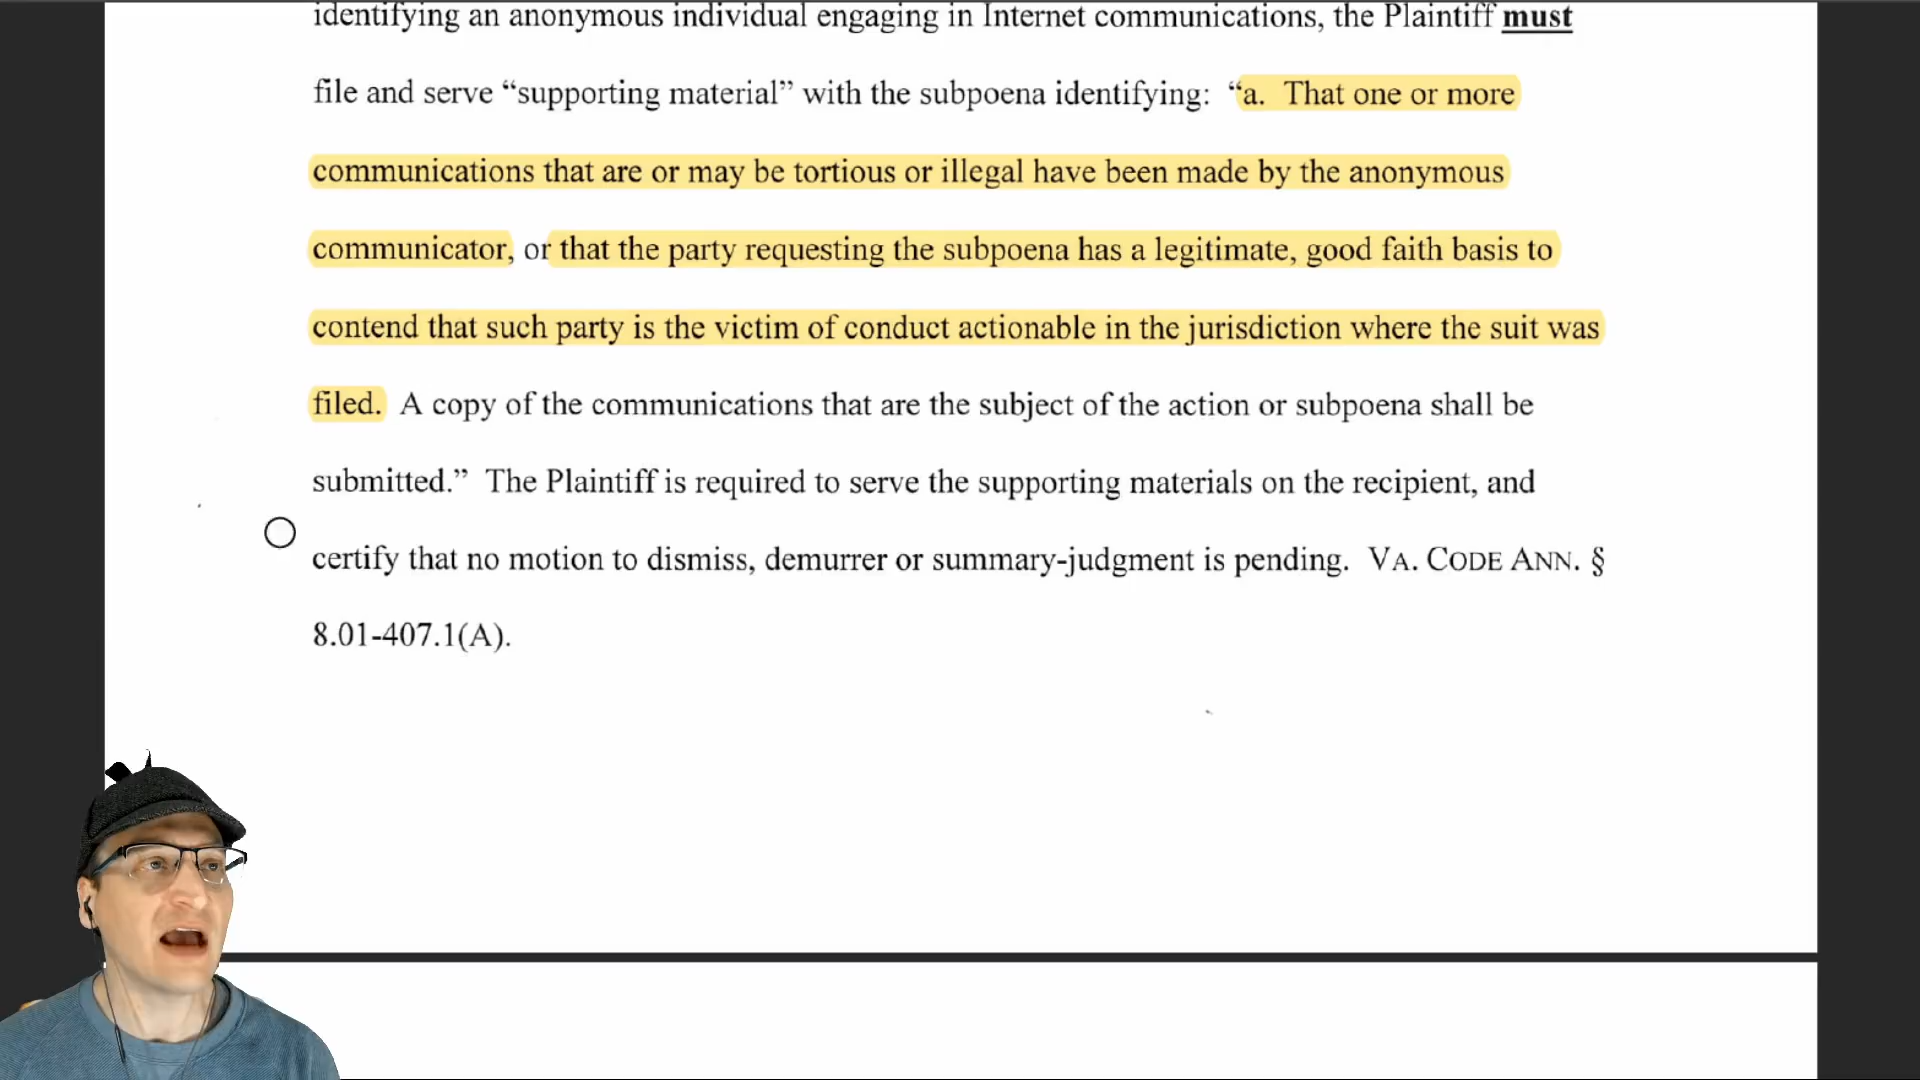 identifying an anonymous individual engaging in Internet communications, the Plaintiff must
file and serve “supporting material” with the subpoena identifying: “a. That one or more
communications that are or may be tortious or illegal have been made by the anonymous
communicator, or that the party requesting the subpoena has a legitimate, good faith basis to
contend that such party is the victim of conduct actionable in the jurisdiction where the suit was
filed. A copy of the communications that are the subject of the action or subpoena shall be
submitted.” The Plaintiff is required to serve the supporting materials on the recipient, and
certify that no motion to dismiss, demurrer or summary-judgment is pending. VA. CODE ANN. §
8.01-407.1(A).